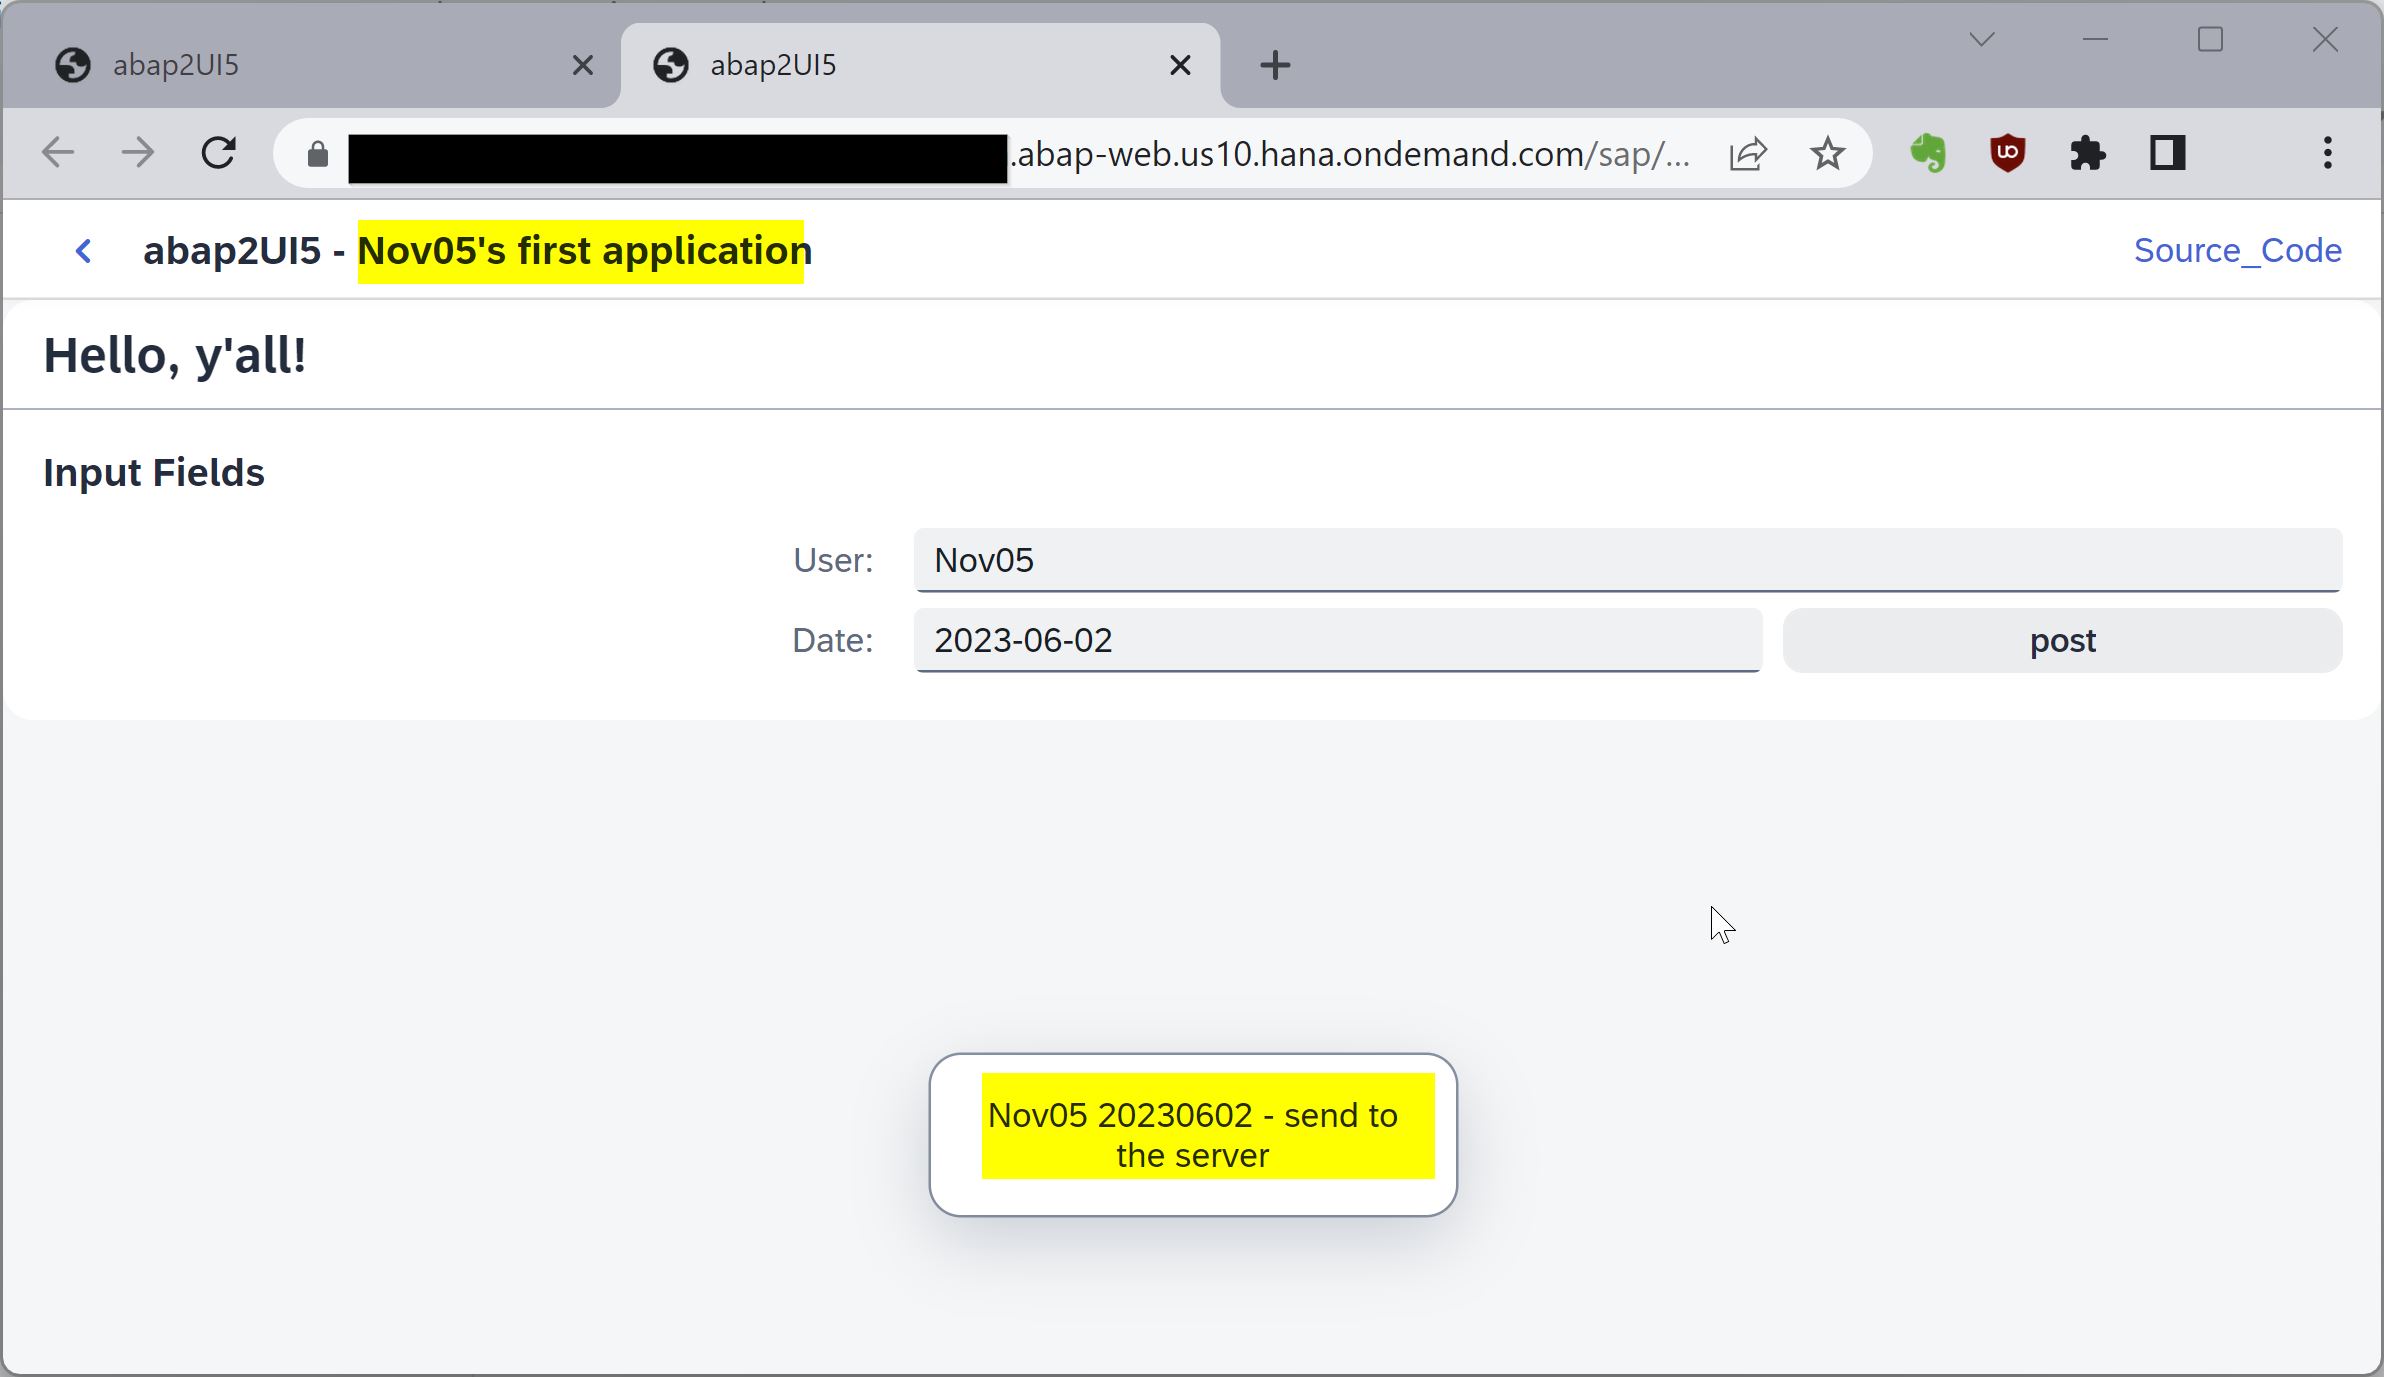 abap2UI5
abap2UI5
.abap-web.us10.hana.ondemand.com/sap/...
abap2UI5 - Nov05's first application
Source_Code
Hello, y'all!
Input Fields
User:
Nov05
Date:
2023-06-02
post
Nov05 20230602 - send to
the server